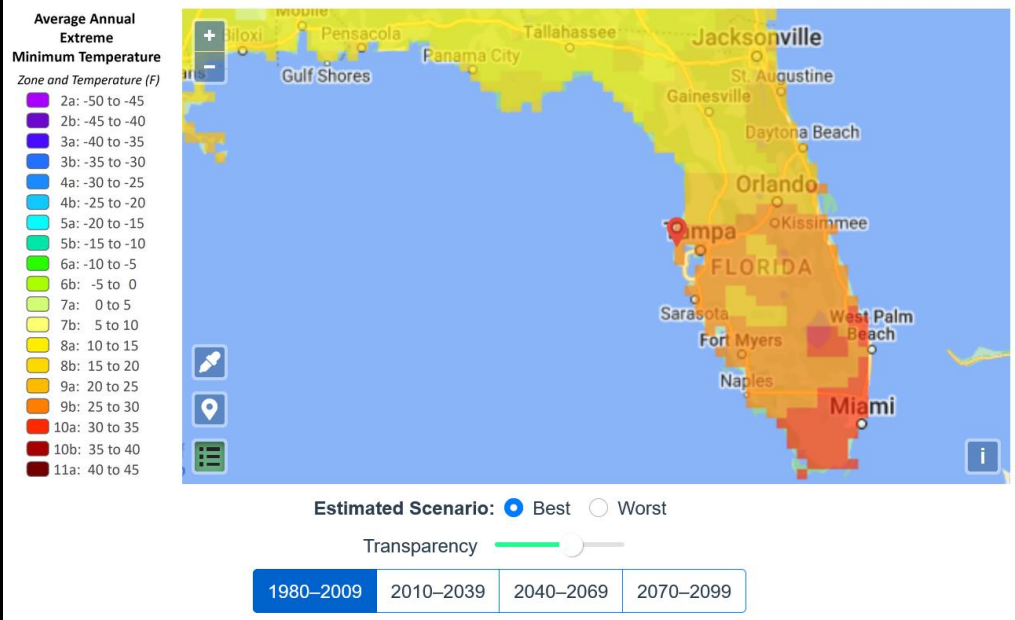 Average Annual
Extreme
Minimum Temperature
Zone and Temperature (F)
2a: -50 to -45
2b: -45 to -40
3a: -40 to -35
3b: -35 to -30
4a: -30 to -25
4b: -25 to -20
5a: -20 to -15
5b: -15 to -10
6a: -10 to -5
6b: -5 to 0
7a: 0 to 5
7b: 5 to 10
8a: 10 to 15
8b: 15 to 20
9a: 20 to 25
9b: 25 to 30
10a: 30 to 35
10b: 35 to 40
11a: 40 to 45
+
−
Mobile
Biloxi
Pensacola
Tallahassee
Jacksonville
Panama City
Gulf Shores
St. Augustine
Gainesville
Daytona Beach
Orlando
Kissimmee
Tampa
FLORIDA
Sarasota
West Palm
Beach
Fort Myers
Naples
Miami
i
Estimated Scenario: Best Worst
Transparency
1980–2009 2010–2039 2040–2069 2070–2099